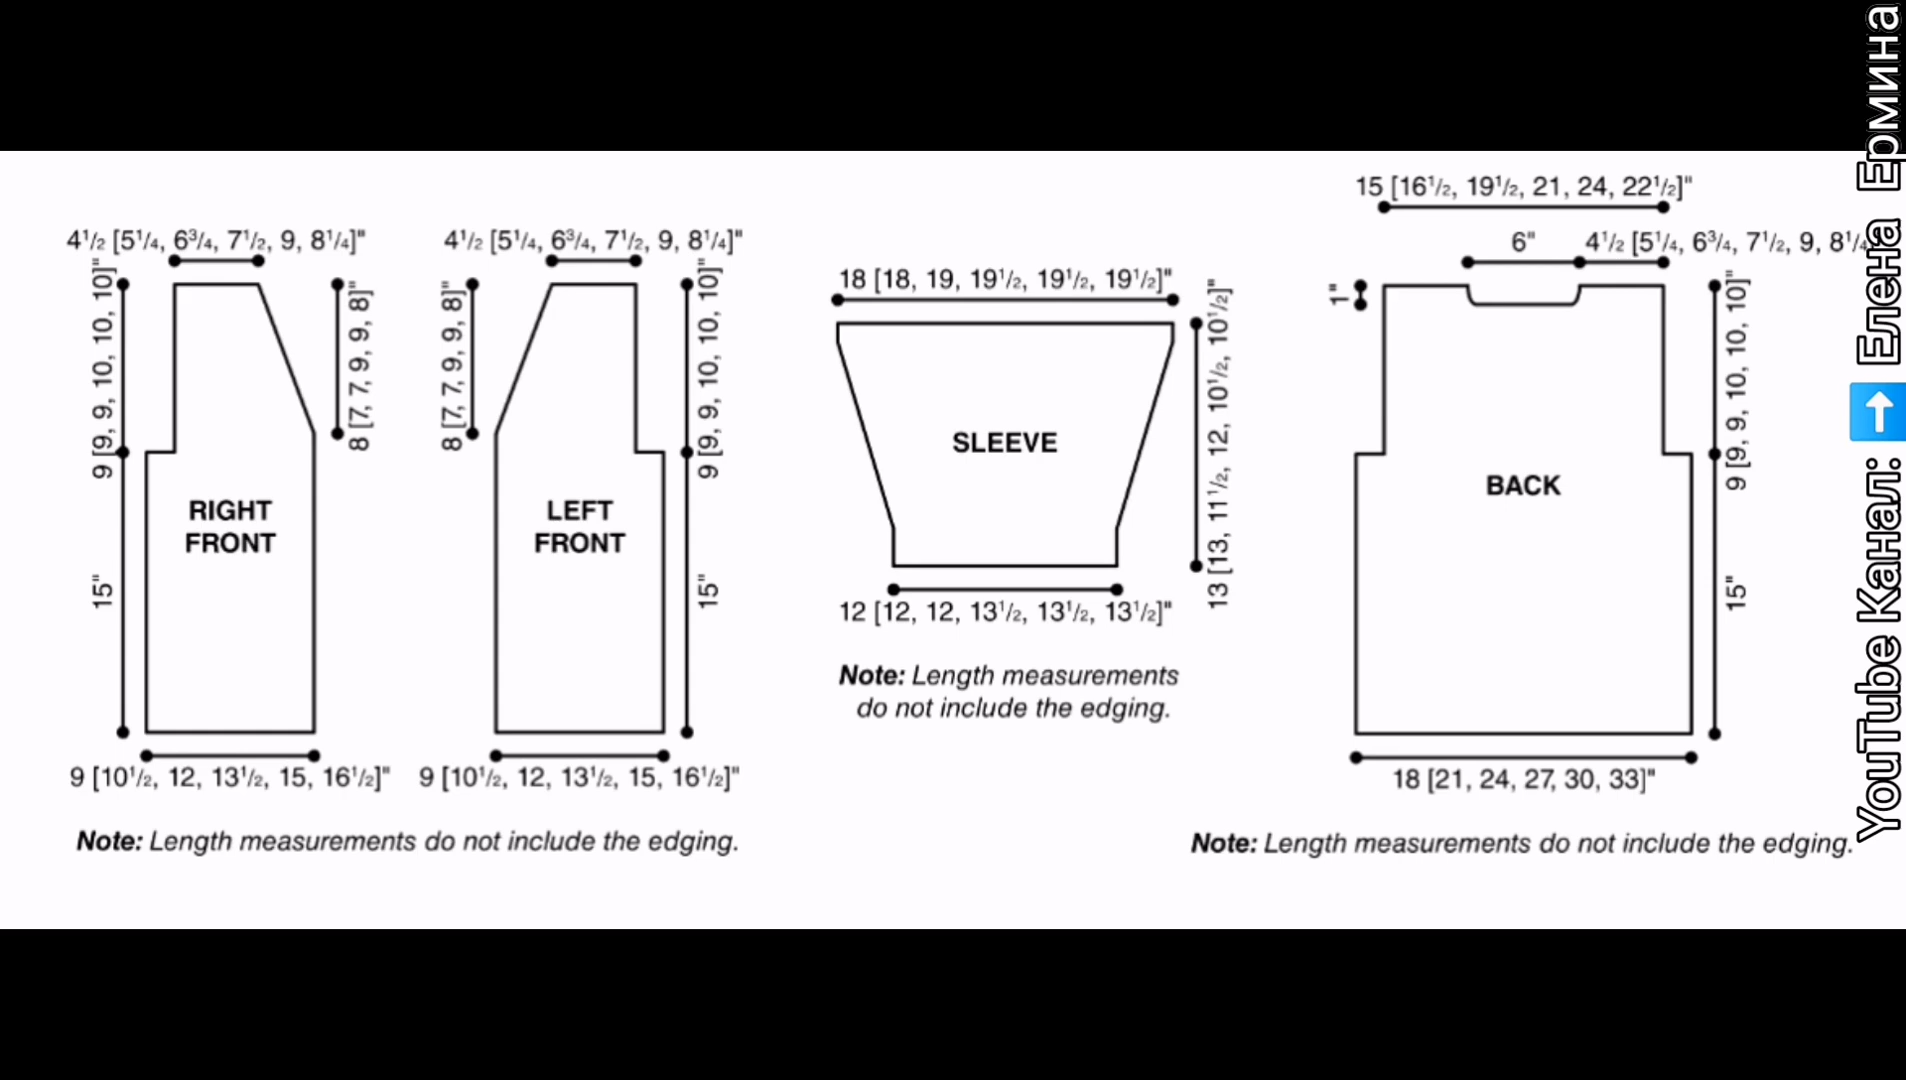 4½ [5¼, 6¾, 7½, 9, 8¼]"
9 [9, 9, 10, 10, 10]"
15"
8 [7, 7, 9, 9, 8]"
RIGHT
FRONT
9 [10½, 12, 13½, 15, 16½]"
4½ [5¼, 6¾, 7½, 9, 8¼]"
8 [7, 7, 9, 9, 8]"
9 [9, 9, 10, 10, 10]"
15"
LEFT
FRONT
9 [10½, 12, 13½, 15, 16½]"
Note: Length measurements do not include the edging.
18 [18, 19, 19½, 19½, 19½]"
SLEEVE
13 [13, 11½, 12, 10½, 10½]"
12 [12, 12, 13½, 13½, 13½]"
Note: Length measurements
do not include the edging.
15 [16½, 19½, 21, 24, 22½]"
6"
4½ [5¼, 6¾, 7½, 9, 8¼
1"
9 [9, 9, 10, 10, 10]"
BACK
15"
18 [21, 24, 27, 30, 33]"
Note: Length measurements do not include the edging.
YouTube Канал: ⬆ Елена Ермина